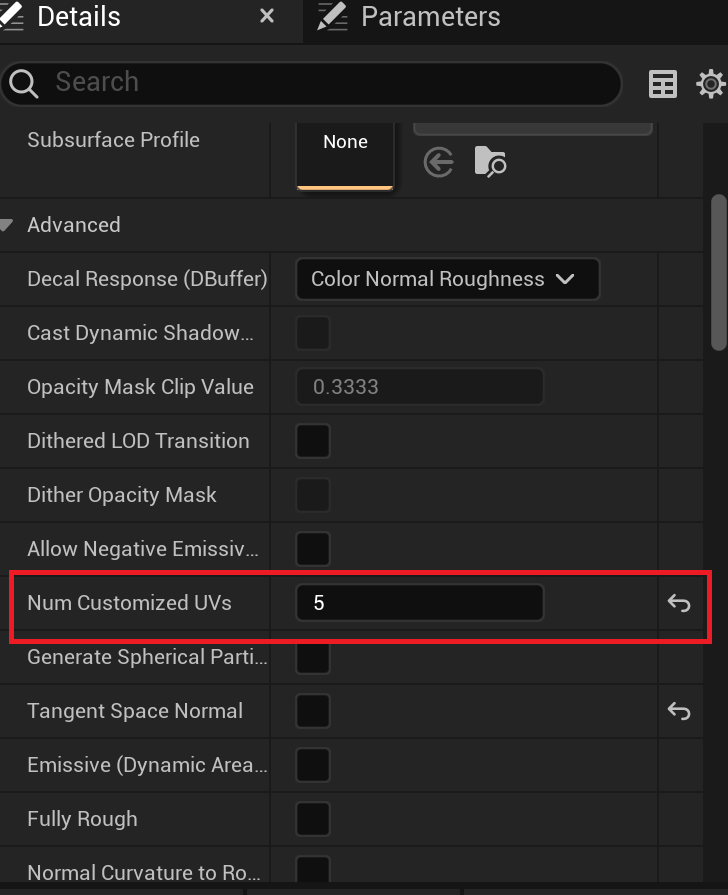 Details
Parameters
Search
Subsurface Profile
None
Advanced
Decal Response (DBuffer)
Color Normal Roughness
Cast Dynamic Shadow...
Opacity Mask Clip Value
0.3333
Dithered LOD Transition
Dither Opacity Mask
Allow Negative Emissiv...
Num Customized UVs
5
Generate Spherical Parti...
Tangent Space Normal
Emissive (Dynamic Area...
Fully Rough
Normal Curvature to Ro...